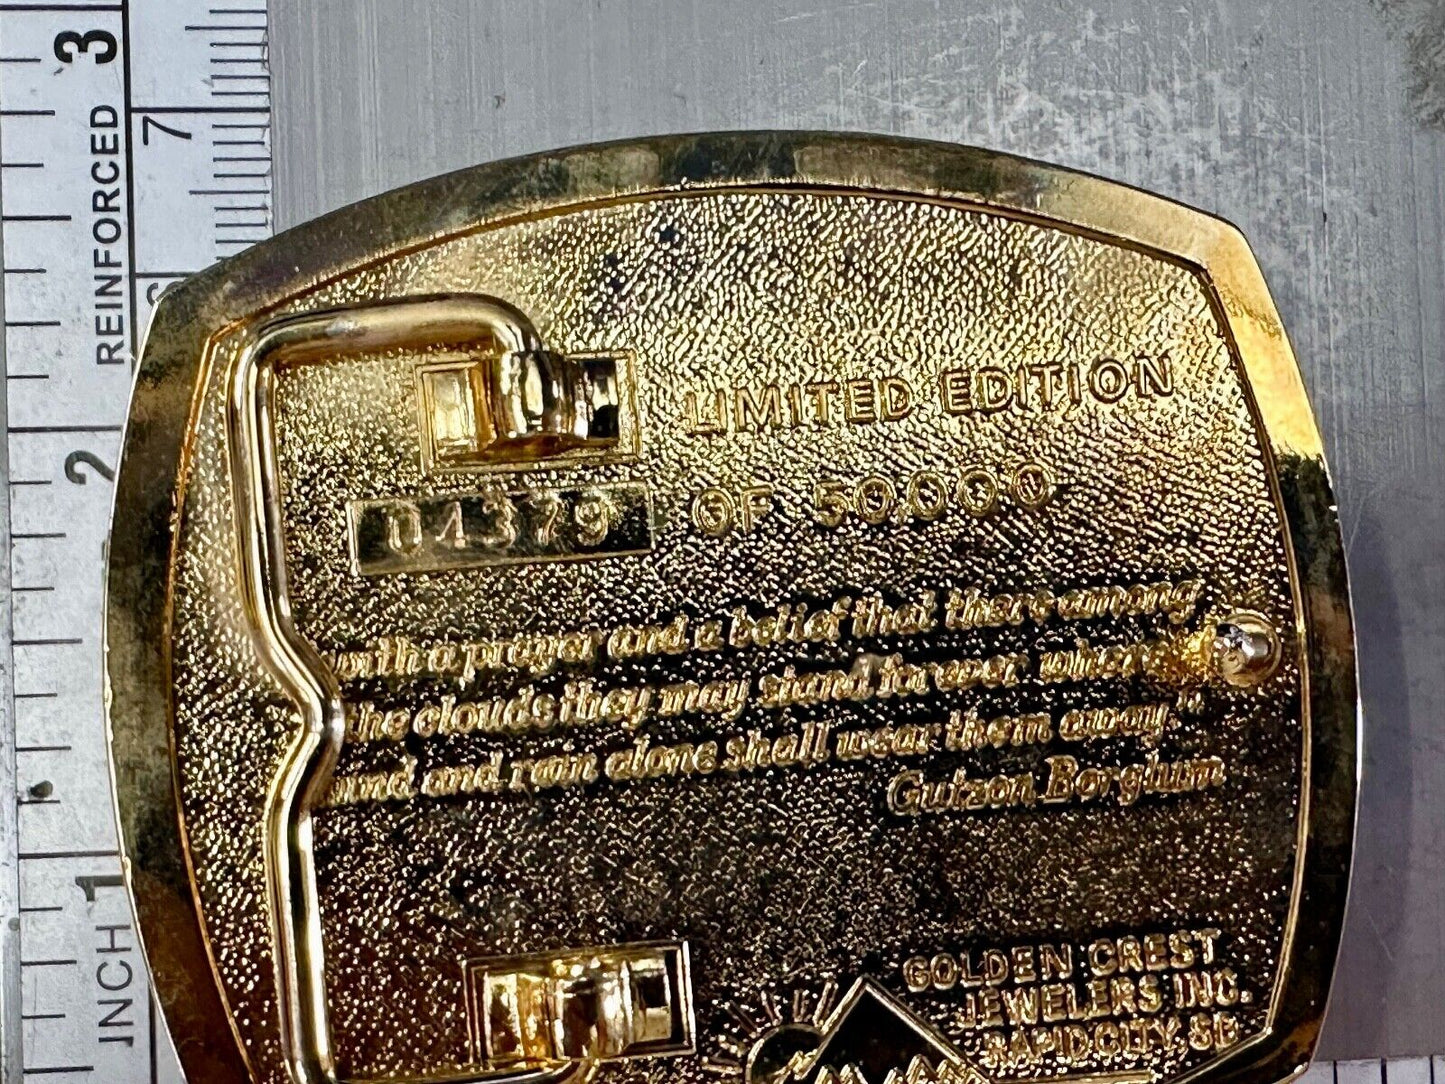 3
7
REINFORCED
2
1
INCH
LIMITED EDITION
04379 OF 50,000
with a prayer and a belief that there among
the clouds they may stand forever where
and and rain alone shall wear them away"
Gutzon Borglum
GOLDEN CREST
JEWELERS INC.
RAPID CITY, SD